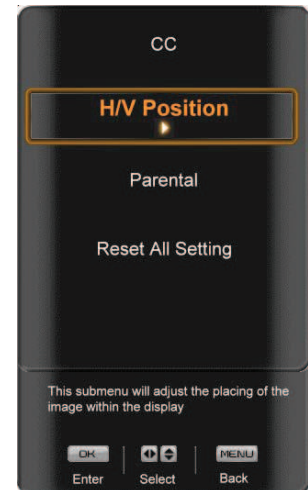 CC
H/V Position
Parental
Reset All Setting
This submenu will adjust the placing of the
image within the display
OK MENU
Enter Select Back